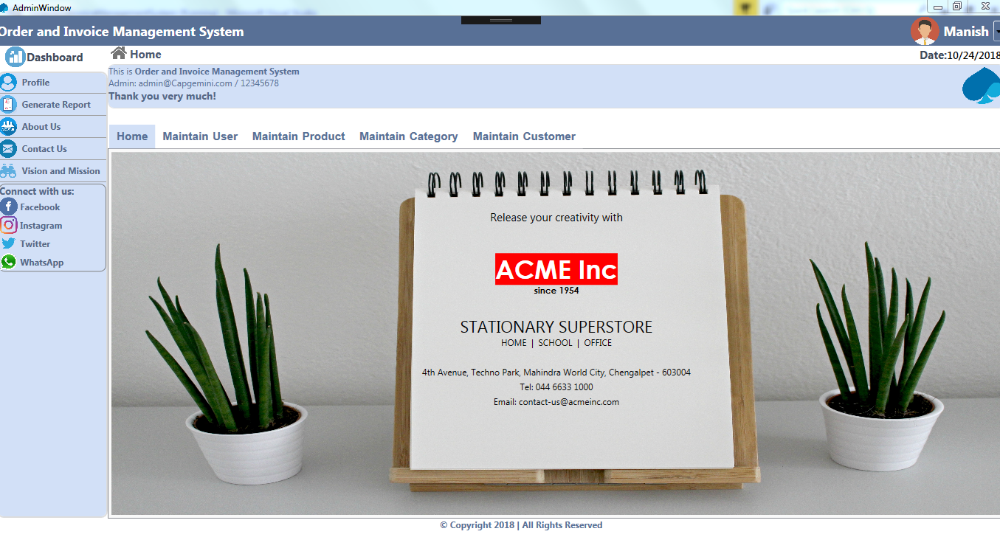 AdminWindow
Order and Invoice Management System
Manish
Dashboard
Home
Date:10/24/2018
This is Order and Invoice Management System
Admin: admin@Capgemini.com / 12345678
Thank you very much!
Profile
Generate Report
About Us
Contact Us
Vision and Mission
Connect with us:
Facebook
Instagram
Twitter
WhatsApp
Home Maintain User Maintain Product Maintain Category Maintain Customer
Release your creativity with
ACME Inc
since 1954
STATIONARY SUPERSTORE
HOME | SCHOOL | OFFICE
4th Avenue, Techno Park, Mahindra World City, Chengalpet - 603004
Tel: 044 6633 1000
Email: contact-us@acmeinc.com
© Copyright 2018 | All Rights Reserved